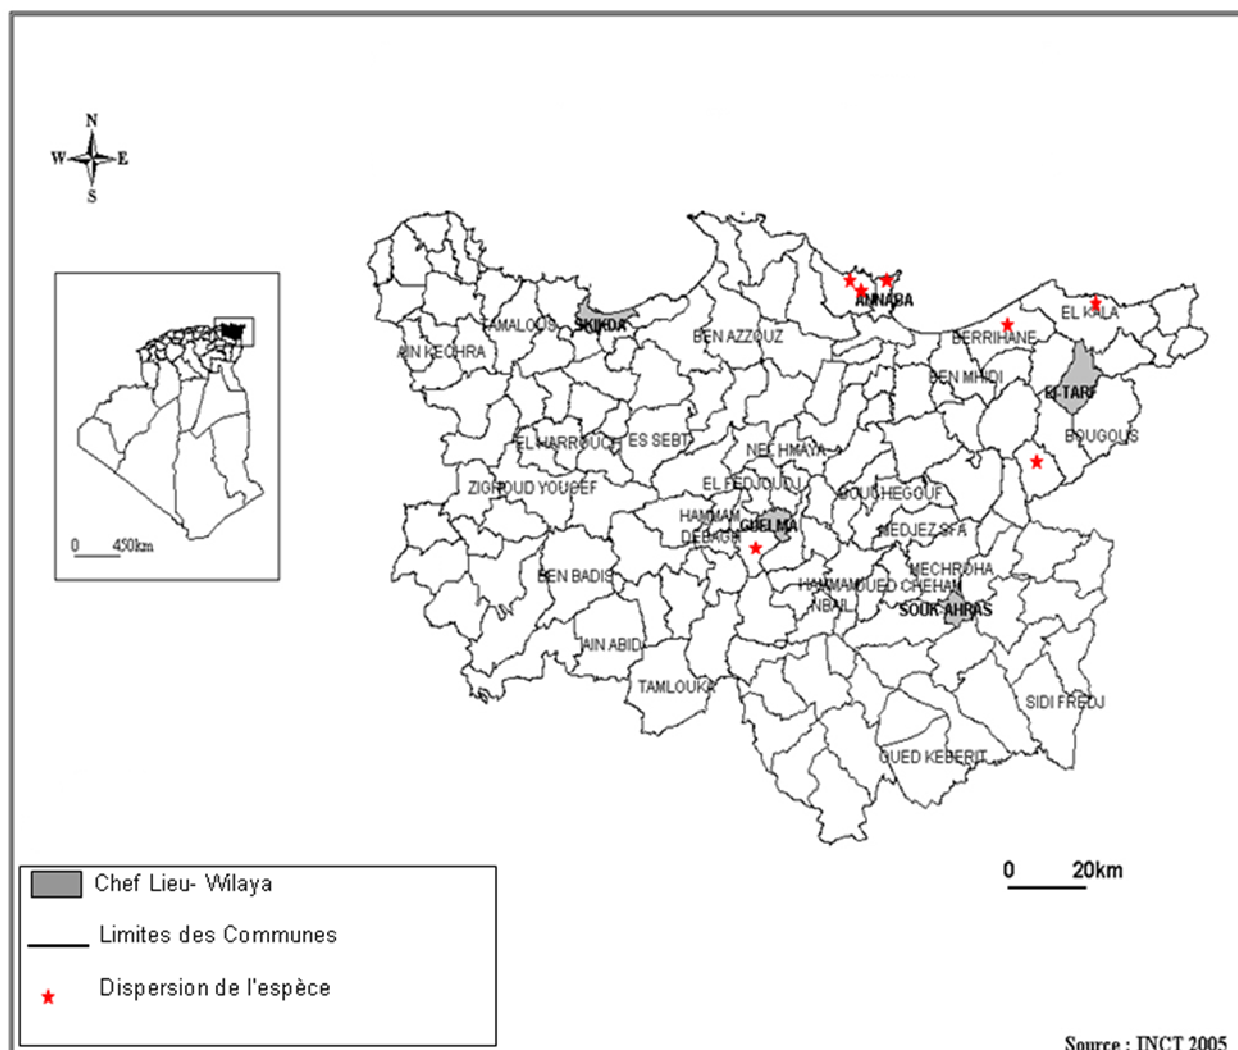 N
W E
S
0 450km
ANNABA
EL KALA
SKIKDA
BEN AZZOUZ
BERRIHANE
AIN KECHRA
BEN MHIDI
El-TARF
BOUGOUS
EL HARROUCH
ES SEBT
NECHMAYA
ZIGHOUD YOUCEF
EL FEDJOUDJ
BOUCHEGOUF
HAMMAM
DEBAGH
GUELMA
MEDJEZ SFA
MECHROHA
BEN BADIS
HAMMAM
NBAIL
OUED CHEHAM
SOUK AHRAS
AIN ABID
TAMLOUKA
SIDI FREDJ
OUED KEBERIT
0 20km
Chef Lieu- Wilaya
Limites des Communes
Dispersion de l'espèce
Source : INCT 2005